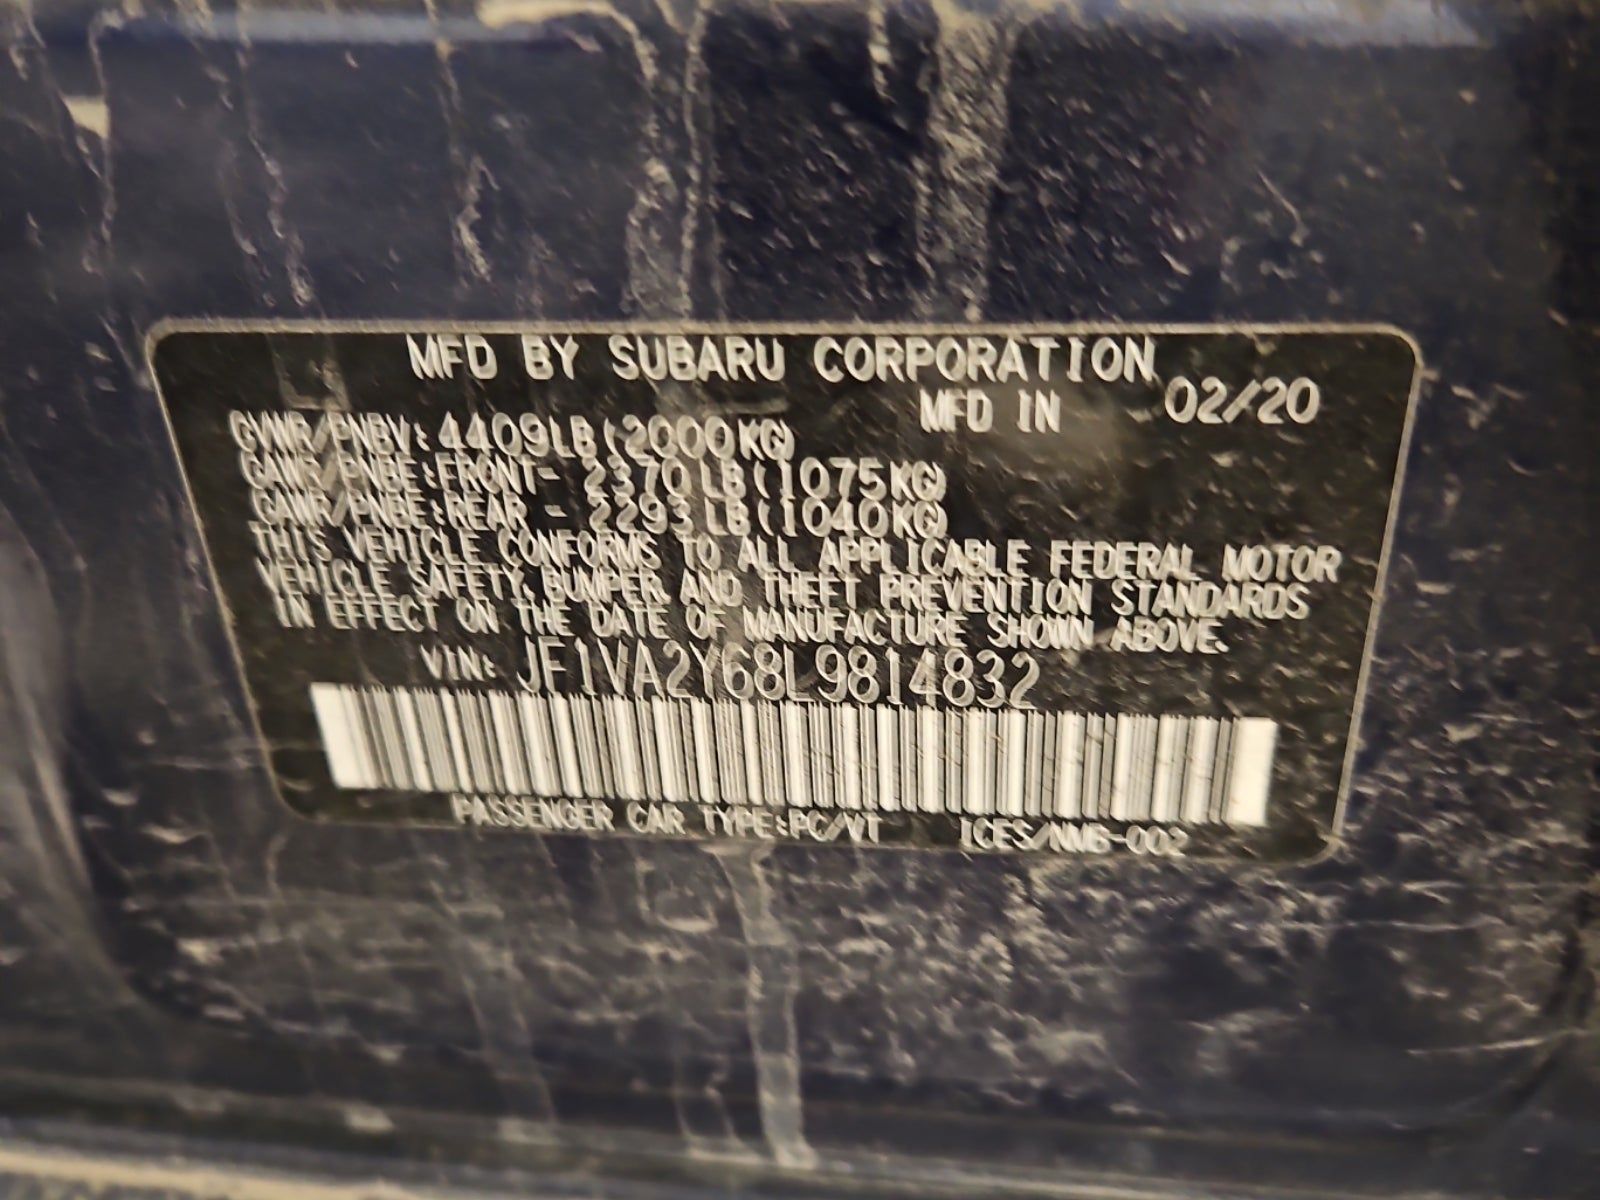 MFD BY SUBARU CORPORATION
MFD IN 02/20
GVWR/PNBV: 4409LB(2000KG)
GAWR/PNBE:FRONT- 2370LB(1075KG)
GAWR/PNBE:REAR - 2293LB(1040KG)
THIS VEHICLE CONFORMS TO ALL APPLICABLE FEDERAL MOTOR
VEHICLE SAFETY, BUMPER, AND THEFT PREVENTION STANDARDS
IN EFFECT ON THE DATE OF MANUFACTURE SHOWN ABOVE.
VIN: JF1VA2Y68L9814832
PASSENGER CAR TYPE:PC/VT ICES/NMB-002